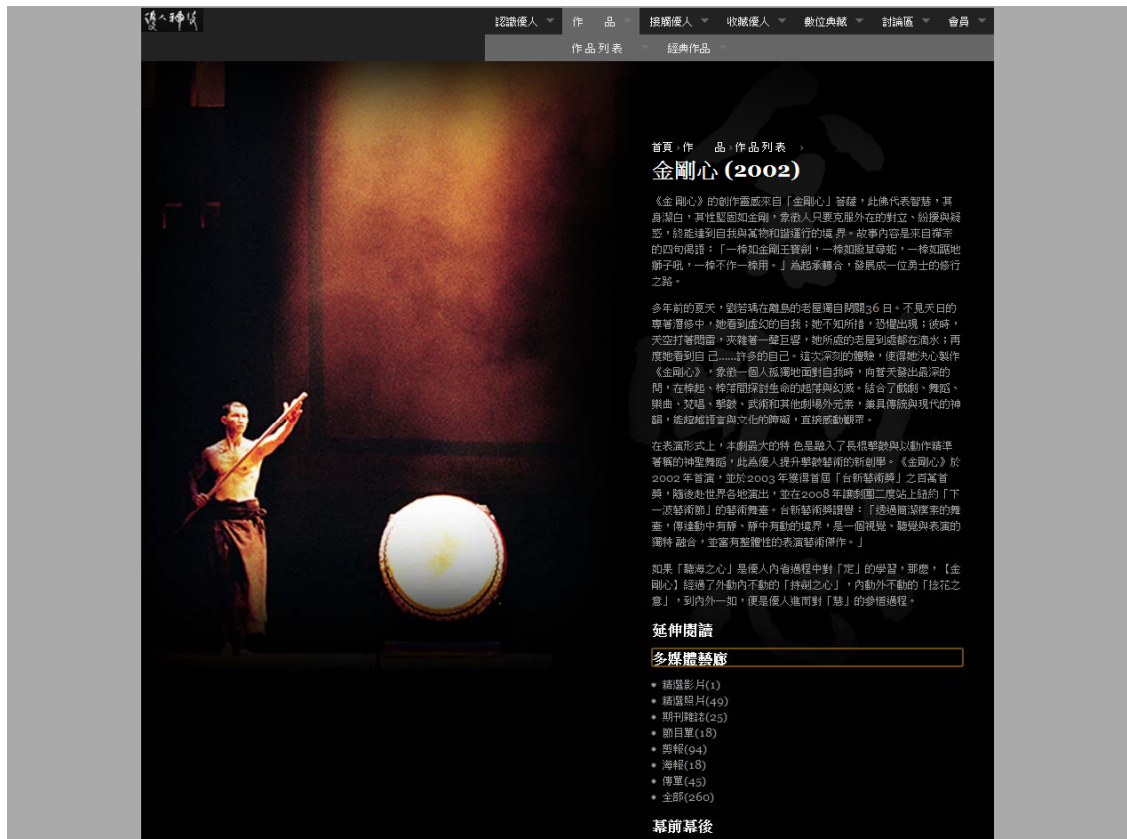 優人神鼓
認識優人 作 品 接觸優人 收藏優人 數位典藏 討論區 會員
作品列表 經典作品
首頁›作 品›作品列表 ›
金剛心 (2002)
《金剛心》的創作靈感來自「金剛心」菩薩，此佛代表智慧，其
身潔白，其性堅固如金剛，象徵人只要克服外在的對立、紛擾與疑
惑，終能達到自我與萬物和諧運行的境 界。故事內容是來自禪宗
的四句偈語：「一棒如金剛王寶劍，一棒如撥草尋蛇，一棒如踞地
獅子吼，一棒不作一棒用。」為起承轉合，發展成一位勇士的修行
之路。
多年前的夏天，劉若瑀在離島的老屋獨自閉關36 日。不見天日的
專著潛修中，她看到虛幻的自我；她不知所措，恐懼出現；彼時，
天空打著悶雷，夾雜著一聲巨響，她所處的老屋到處都在滴水；再
度她看到自 己......許多的自己。這次深刻的體驗，使得她決心製作
《金剛心》，象徵一個人孤獨地面對自我時，向蒼天發出最深的
問，在棒起、棒落間探討生命的起落與幻滅。結合了戲劇、舞蹈、
樂曲、梵唱、擊鼓、武術和其他劇場外元素，兼具傳統與現代的神
韻，能超越語言與文化的障礙，直接感動觀眾。
在表演形式上，本劇最大的特 色是融入了長棍擊鼓與以動作精準
著稱的神聖舞蹈，此為優人提升擊鼓藝術的新創舉。《金剛心》於
2002 年首演，並於2003 年獲得首屆「台新藝術獎」之百萬首
獎，隨後赴世界各地演出，並在2008 年讓劇團二度站上紐約「下
一波藝術節」的藝術舞臺。台新藝術獎讚譽：「透過簡潔樸素的舞
臺，傳達動中有靜、靜中有動的境界，是一個視覺、聽覺與表演的
獨特 融合，並富有整體性的表演藝術傑作。」
如果「聽海之心」是優人內省過程中對「定」的學習，那麼，【金
剛心】經過了外動內不動的「持劍之心」，內動外不動的「捻花之
意」，到內外一如，便是優人進而對「慧」的參悟過程。
延伸閱讀
多媒體藝廊
精選影片(1)
精選照片(49)
期刊雜誌(25)
節目單(18)
剪報(94)
海報(18)
傳單(45)
全部(260)
幕前幕後